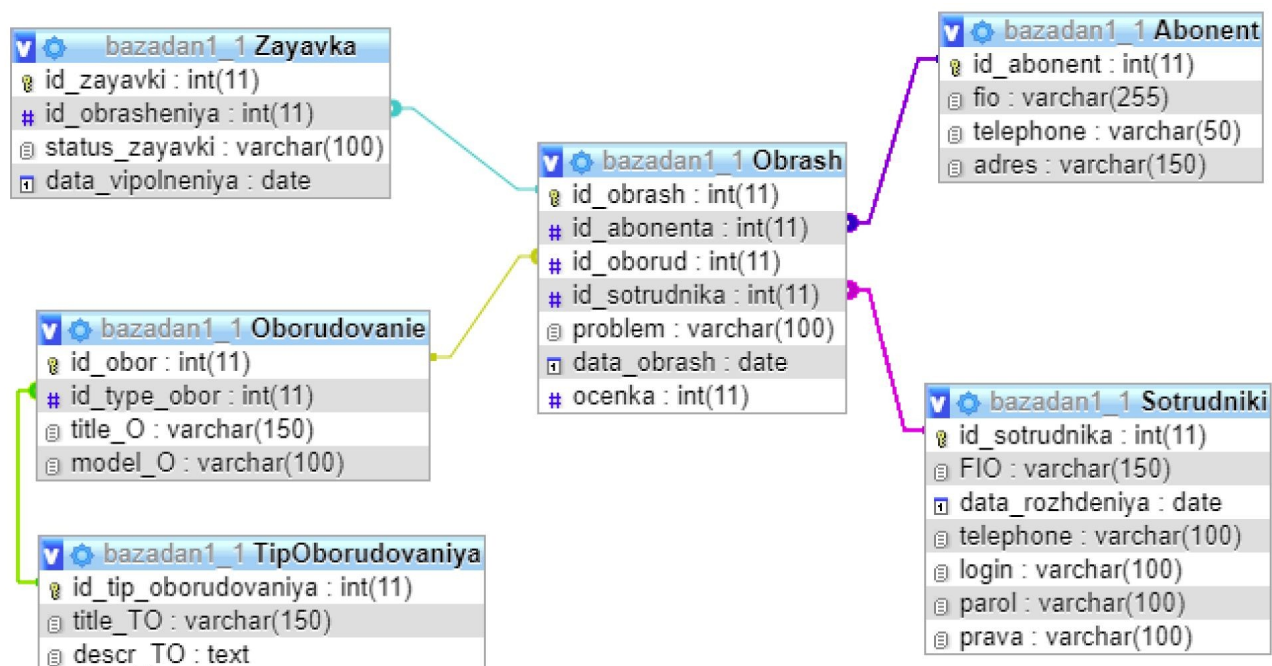 bazadan1_1 Zayavka
id_zayavki : int(11)
id_obrasheniya : int(11)
status_zayavki : varchar(100)
data_vipolneniya : date
bazadan1_1 Oborudovanie
id_obor : int(11)
id_type_obor : int(11)
title_O : varchar(150)
model_O : varchar(100)
bazadan1_1 TipOborudovaniya
id_tip_oborudovaniya : int(11)
title_TO : varchar(150)
descr_TO : text
bazadan1_1 Obrash
id_obrash : int(11)
id_abonenta : int(11)
id_oborud : int(11)
id_sotrudnika : int(11)
problem : varchar(100)
data_obrash : date
ocenka : int(11)
bazadan1_1 Abonent
id_abonent : int(11)
fio : varchar(255)
telephone : varchar(50)
adres : varchar(150)
bazadan1_1 Sotrudniki
id_sotrudnika : int(11)
FIO : varchar(150)
data_rozhdeniya : date
telephone : varchar(100)
login : varchar(100)
parol : varchar(100)
prava : varchar(100)